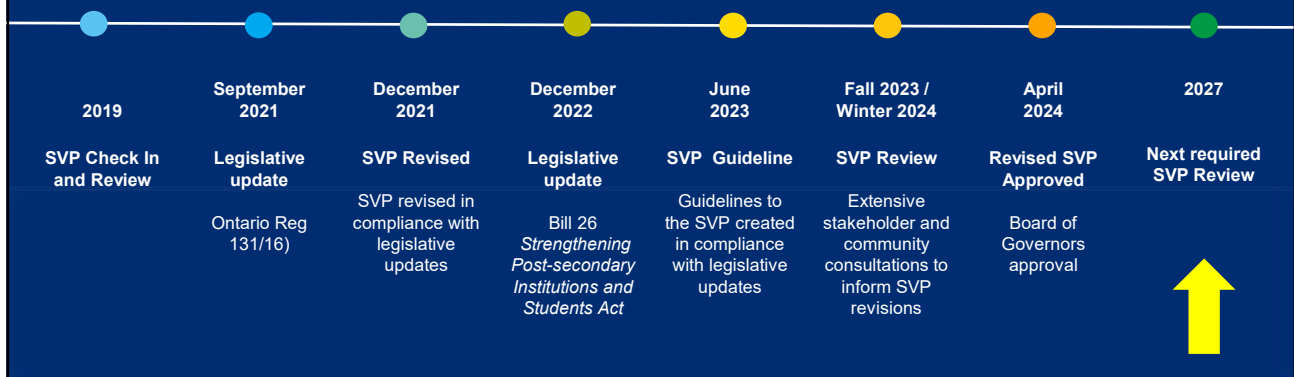 2019
SVP Check In
and Review
September
2021
Legislative
update
Ontario Reg
131/16)
December
2021
SVP Revised
SVP revised in
compliance with
legislative
updates
December
2022
Legislative
update
Bill 26
Strengthening
Post-secondary
Institutions and
Students Act
June
2023
SVP Guideline
Guidelines to
the SVP created
in compliance
with legislative
updates
Fall 2023 /
Winter 2024
SVP Review
Extensive
stakeholder and
community
consultations to
inform SVP
revisions
April
2024
Revised SVP
Approved
Board of
Governors
approval
2027
Next required
SVP Review